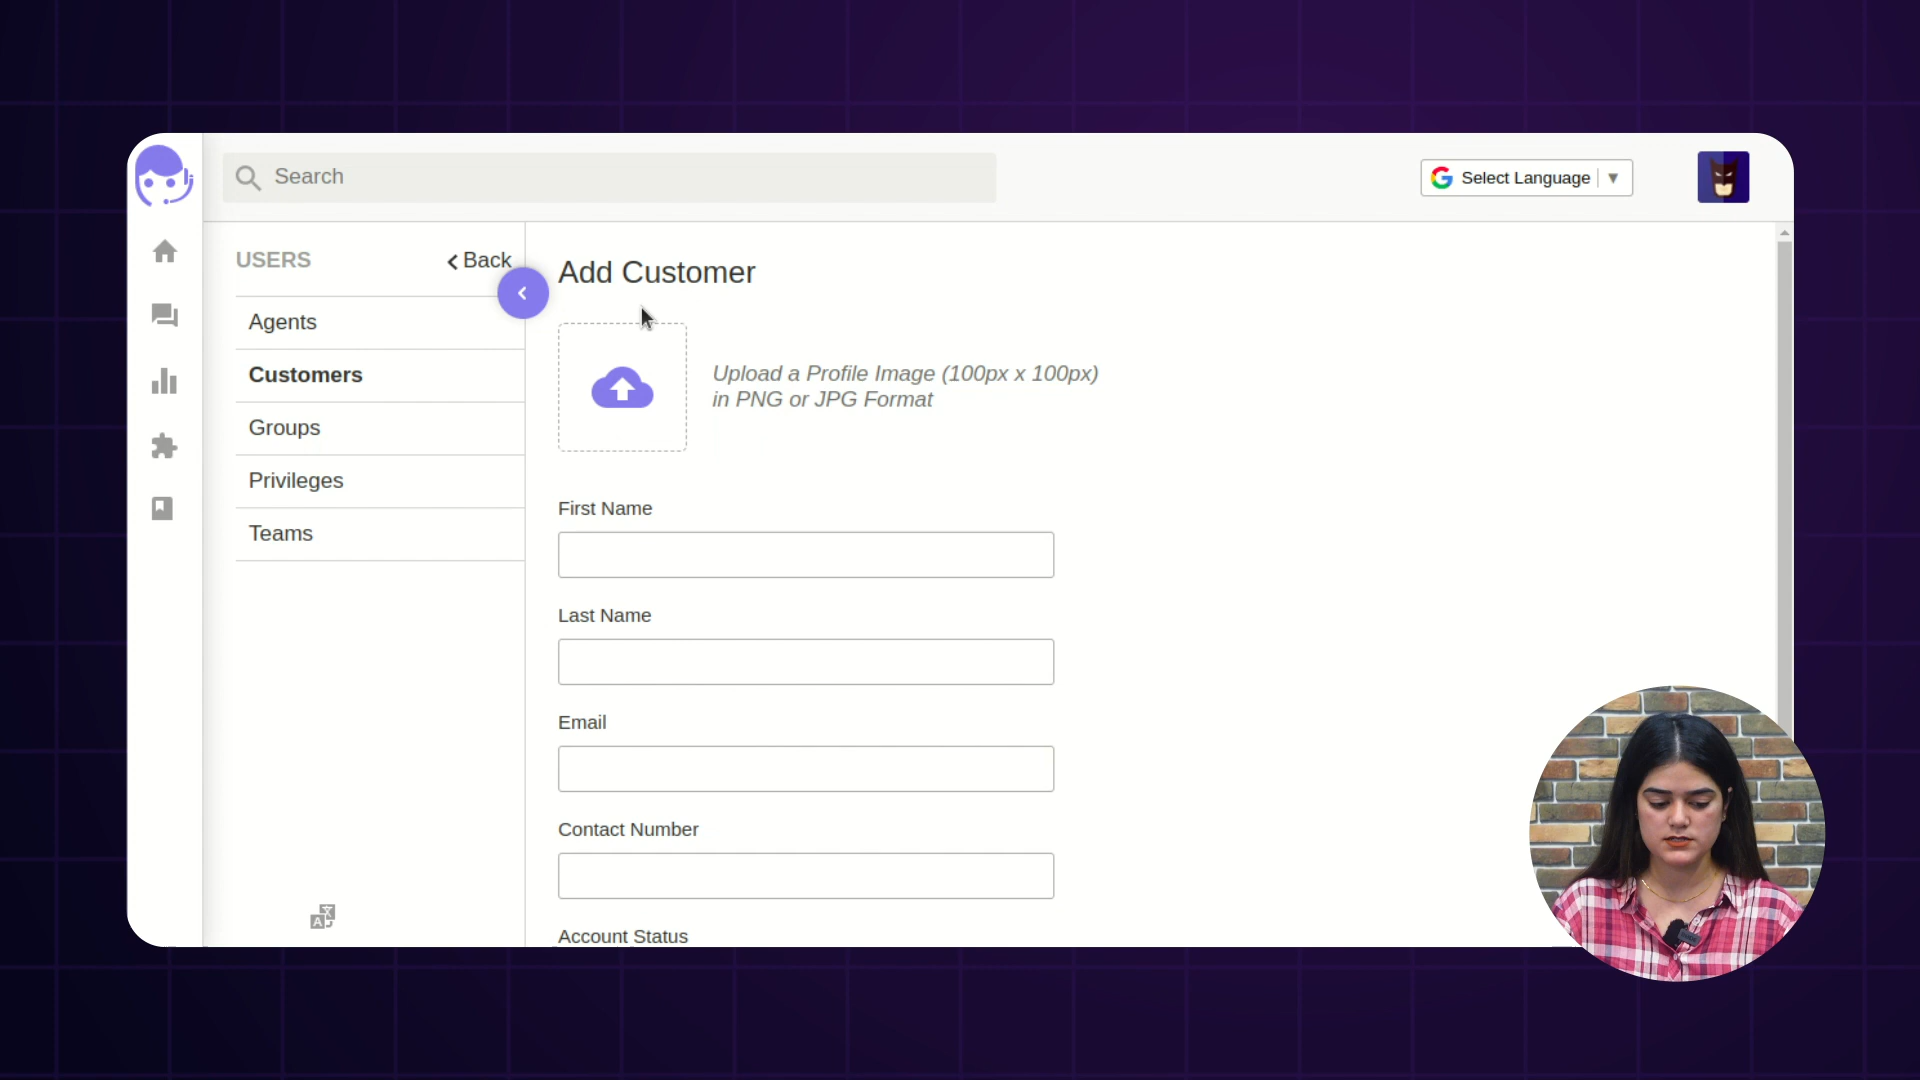 Search
Select Language
USERS
Back
Agents
Customers
Groups
Privileges
Teams
Add Customer
Upload a Profile Image (100px x 100px)
in PNG or JPG Format
First Name
Last Name
Email
Contact Number
Account Status